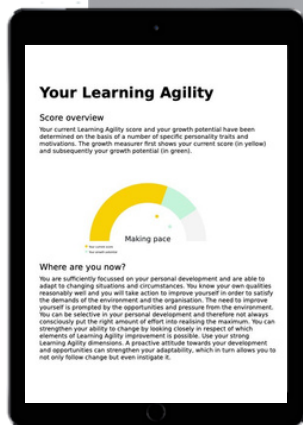 Your Learning Agility
Score overview
Your current Learning Agility score and your growth potential have been
determined on the basis of a number of specific personality traits and
motivations. The growth measurer first shows your current score (in yellow)
and subsequently your growth potential (in green).
Making pace
Your current score
Your growth potential
Where are you now?
You are sufficiently focussed on your personal development and are able to
adapt to changing situations and circumstances. You know your own qualities
reasonably well and you will take action to improve yourself in order to satisfy
the demands of the environment and the organisation. The need to improve
yourself is prompted by the opportunities and pressure from the environment.
You can be selective in your personal development and therefore not always
consciously put the right amount of effort into realising the maximum. You can
strengthen your ability to change by looking closely in respect of which
elements of Learning Agility improvement is possible. Use your strong
Learning Agility dimensions. A proactive attitude towards your development
and opportunities can strengthen your adaptability, which in turn allows you to
not only follow change but even instigate it.